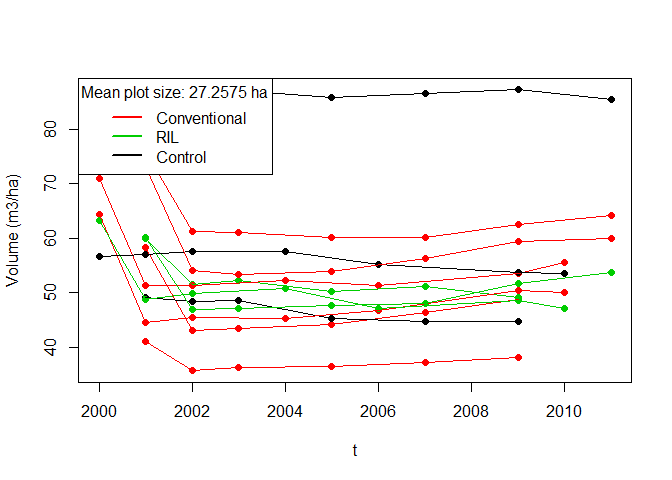 Mean plot size: 27.2575 ha
Conventional
RIL
Control
Volume (m3/ha)
80
70
60
50
40
2000 2002 2004 2006 2008 2010
t